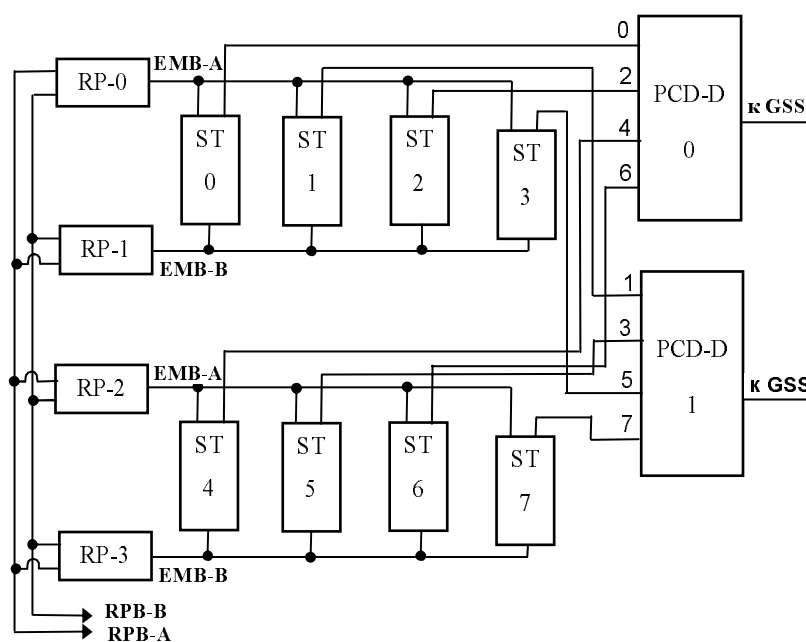 0
EMB-A
RP-0
2
PCD-D
0
к GSS
4
6
ST
0
ST
1
ST
2
ST
3
RP-1
EMB-B
1
3
PCD-D
1
5
к GSS
7
EMB-A
RP-2
ST
4
ST
5
ST
6
ST
7
RP-3
EMB-B
RPB-B
RPB-A